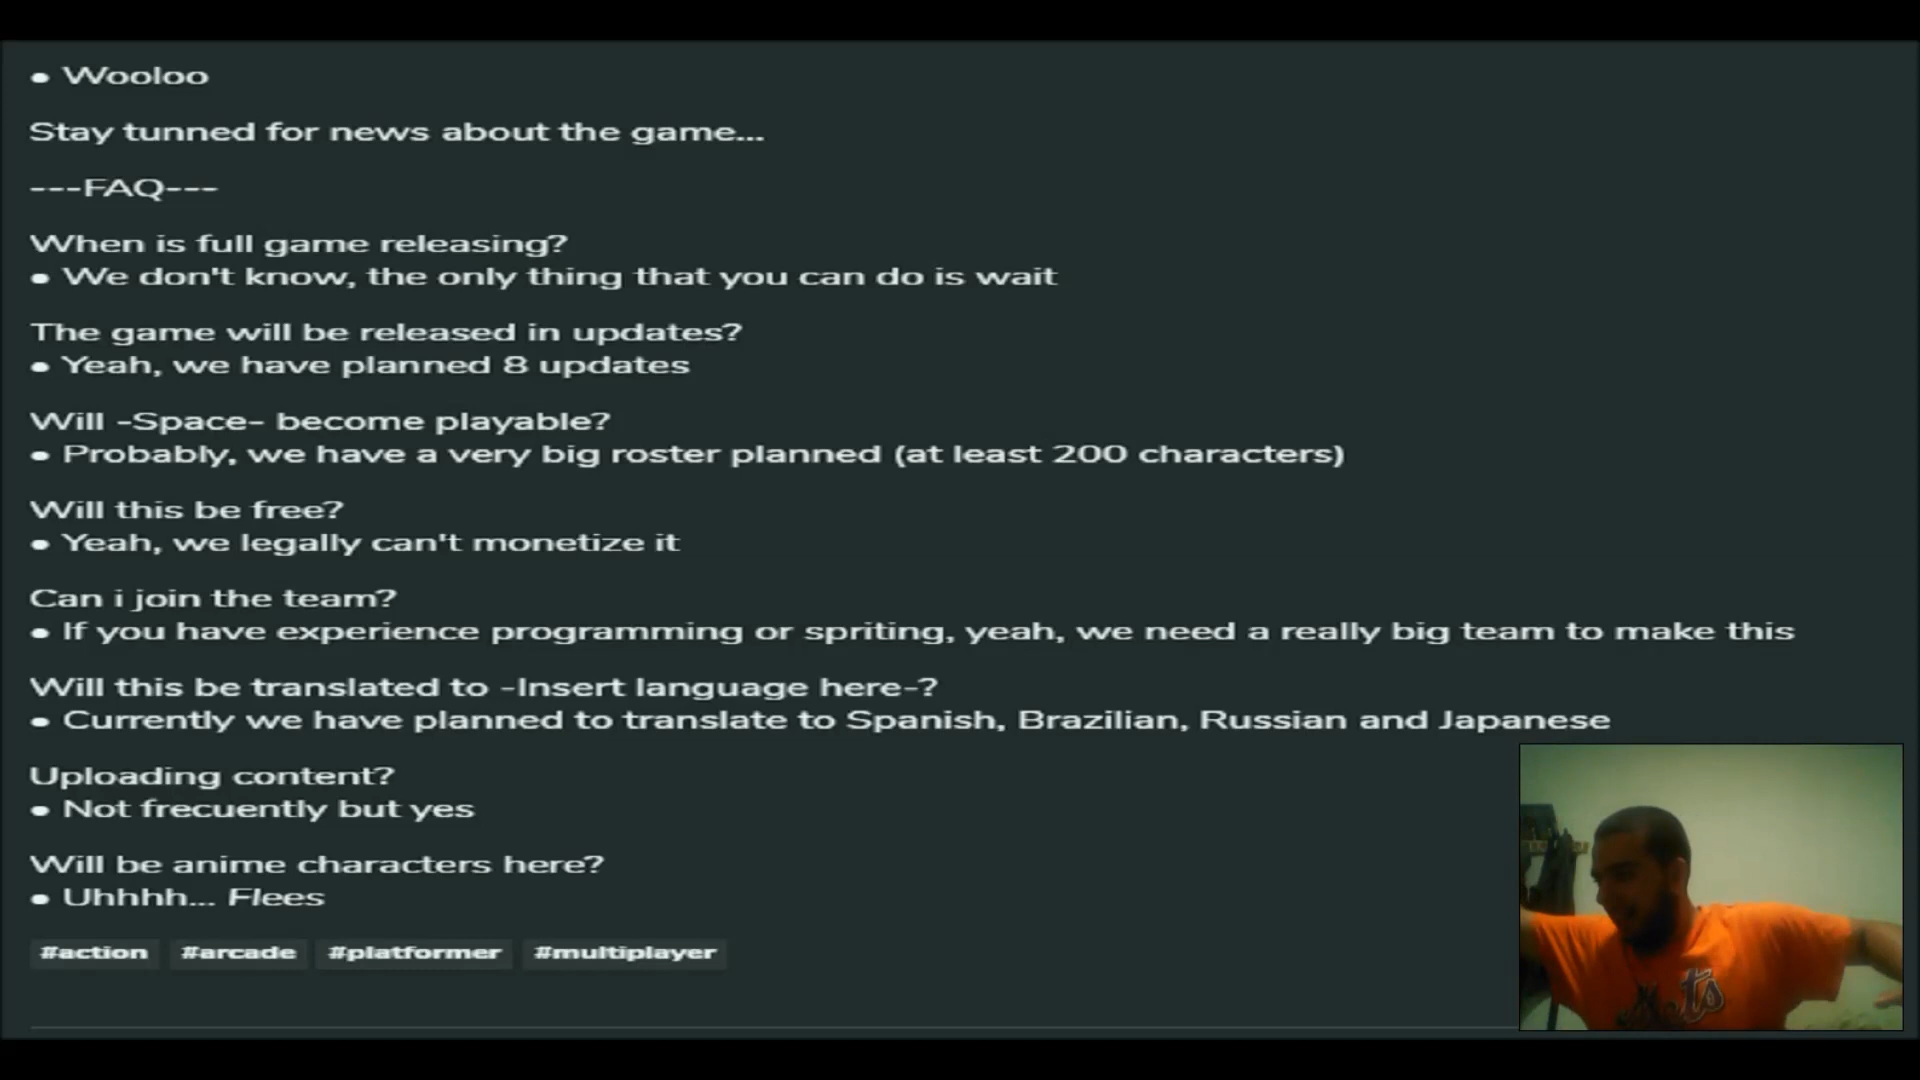 ● Wooloo
Stay tunned for news about the game...
---FAQ---
When is full game releasing?
● We don't know, the only thing that you can do is wait
The game will be released in updates?
● Yeah, we have planned 8 updates
Will -Space- become playable?
● Probably, we have a very big roster planned (at least 200 characters)
Will this be free?
● Yeah, we legally can't monetize it
Can i join the team?
● If you have experience programming or spriting, yeah, we need a really big team to make this
Will this be translated to -Insert language here-?
● Currently we have planned to translate to Spanish, Brazilian, Russian and Japanese
Uploading content?
● Not frecuently but yes
Will be anime characters here?
● Uhhhh... Flees
#action #arcade #platformer #multiplayer
Mets